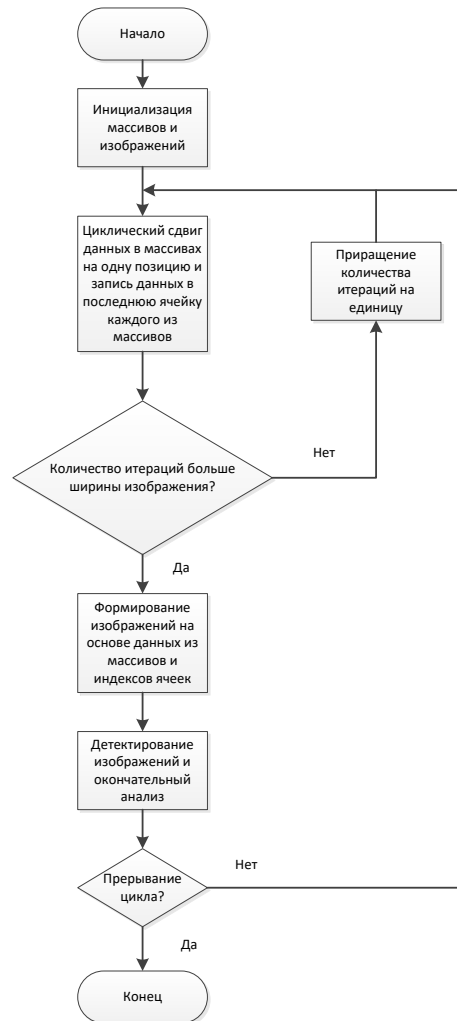 Начало
Инициализация
массивов и
изображений
Циклический сдвиг
данных в массивах
на одну позицию и
запись данных в
последнюю ячейку
каждого из
массивов
Приращение
количества
итераций на
единицу
Количество итераций больше
ширины изображения?
Нет
Да
Формирование
изображений на
основе данных из
массивов и
индексов ячеек
Детектирование
изображений и
окончательный
анализ
Прерывание
цикла?
Нет
Да
Конец